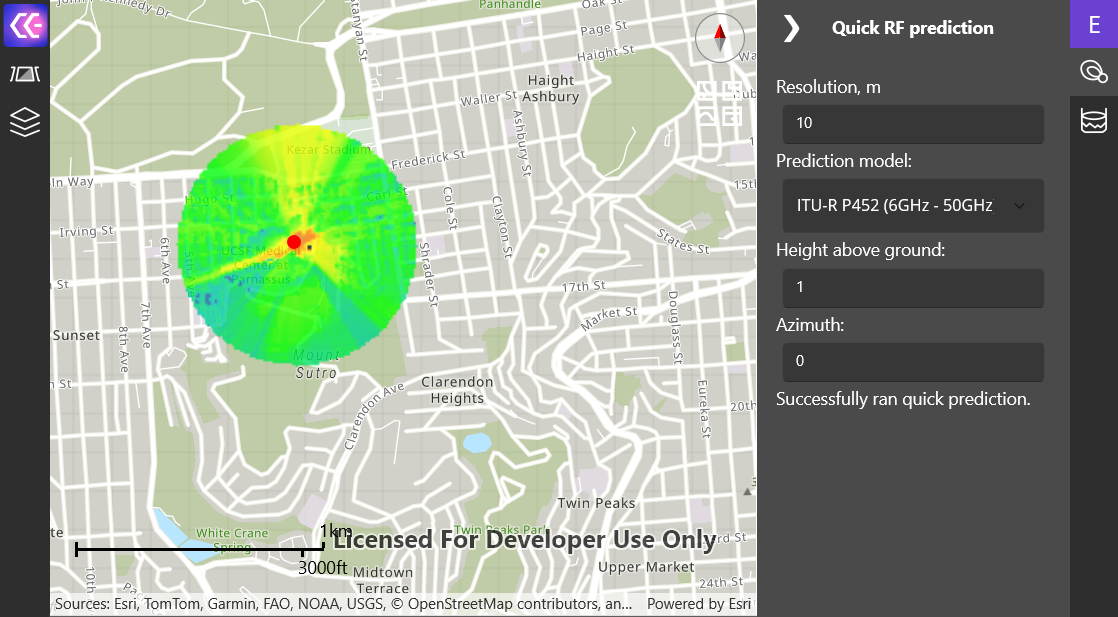 John F Kennedy Dr
Stanyan St
Panhandle
Oak St
Page St
Haight St
Haight
Ashbury
Waller St
Ashbury St
Kezar Stadium
Frederick St
Lincoln Way
Hugo St
Carl St
Cole St
Clayton St
15th
Irving St
6th Ave
5th Ave
UCSF Medical
Center at
Parnassus
Shrader St
States St
17th St
Market St
Douglass St
7th Ave
8th Ave
Sunset
Mount
Sutro
Clarendon
Heights
Clarendon Ave
Eureka St
20th
Twin Peaks
White Crane
Spring
Twin Peaks Park
1km
3000ft
Licensed For Developer Use Only
10th
Midtown
Terrace
Upper Market
24th St
Sources: Esri, TomTom, Garmin, FAO, NOAA, USGS, © OpenStreetMap contributors, an...
Powered by Esri
❯ Quick RF prediction
E
Resolution, m
10
Prediction model:
ITU-R P452 (6GHz - 50GHz
Height above ground:
1
Azimuth:
0
Successfully ran quick prediction.